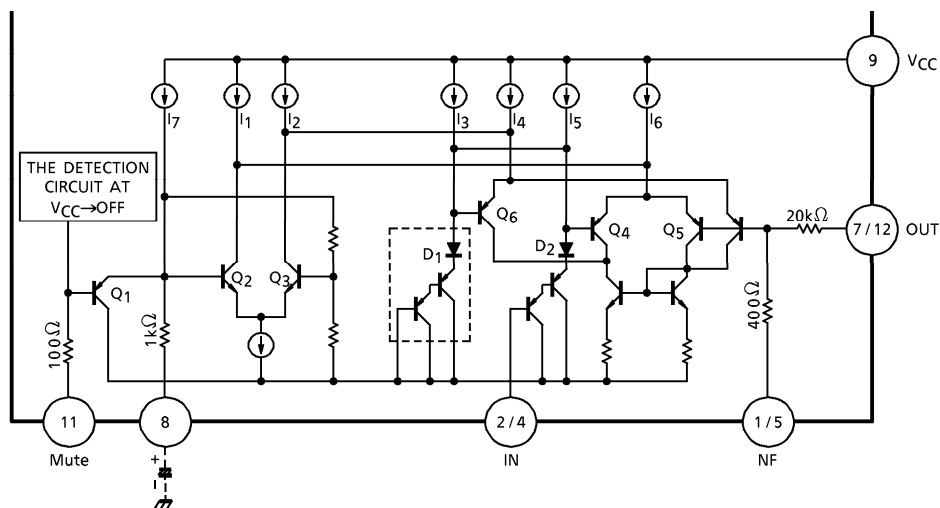 9
VCC
I7
I1
I2
I3
I4
I5
I6
THE DETECTION
CIRCUIT AT
VCC→OFF
Q6
Q4
Q5
20kΩ
7 / 12
OUT
D1
D2
Q1
Q2
Q3
100Ω
1kΩ
400Ω
11
8
2 / 4
1 / 5
Mute
+
IN
NF